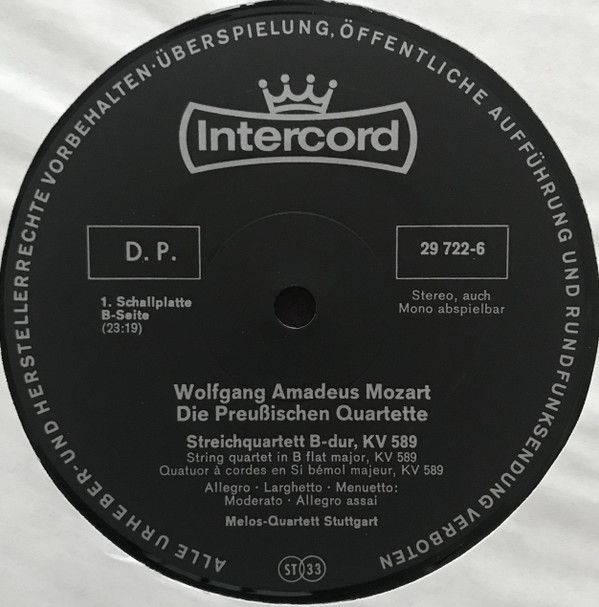 ALLE URHEBER- UND HERSTELLERRECHTE VORBEHALTEN · ÜBERSPIELUNG, ÖFFENTLICHE AUFFÜHRUNG UND RUNDFUNKSENDUNG VERBOTEN
Intercord
D. P.
29 722-6
1. Schallplatte
B-Seite
(23:19)
Stereo, auch
Mono abspielbar
Wolfgang Amadeus Mozart
Die Preußischen Quartette
Streichquartett B-dur, KV 589
String quartet in B flat major, KV 589
Quatuor à cordes en Si bémol majeur, KV 589
Allegro · Larghetto · Menuetto:
Moderato · Allegro assai
Melos-Quartett Stuttgart
ST 33